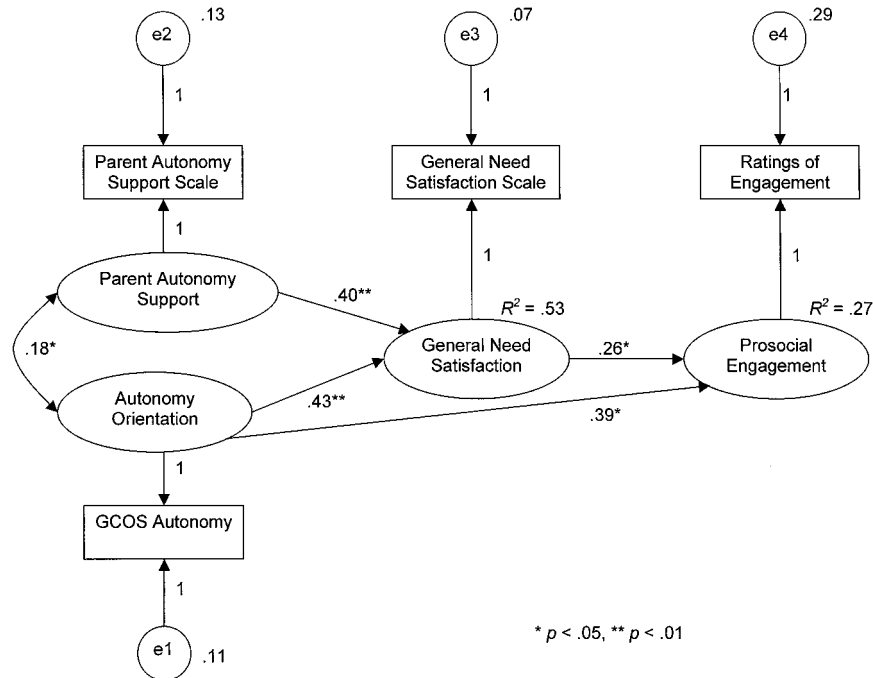 e2
.13
e3
.07
e4
.29
1
1
1
Parent Autonomy
Support Scale
General Need
Satisfaction Scale
Ratings of
Engagement
1
1
1
Parent Autonomy
Support
.40**
R² = .53
R² = .27
General Need
Satisfaction
.26*
Prosocial
Engagement
.18*
Autonomy
Orientation
.43**
.39*
1
GCOS Autonomy
1
e1
.11
* p < .05, ** p < .01